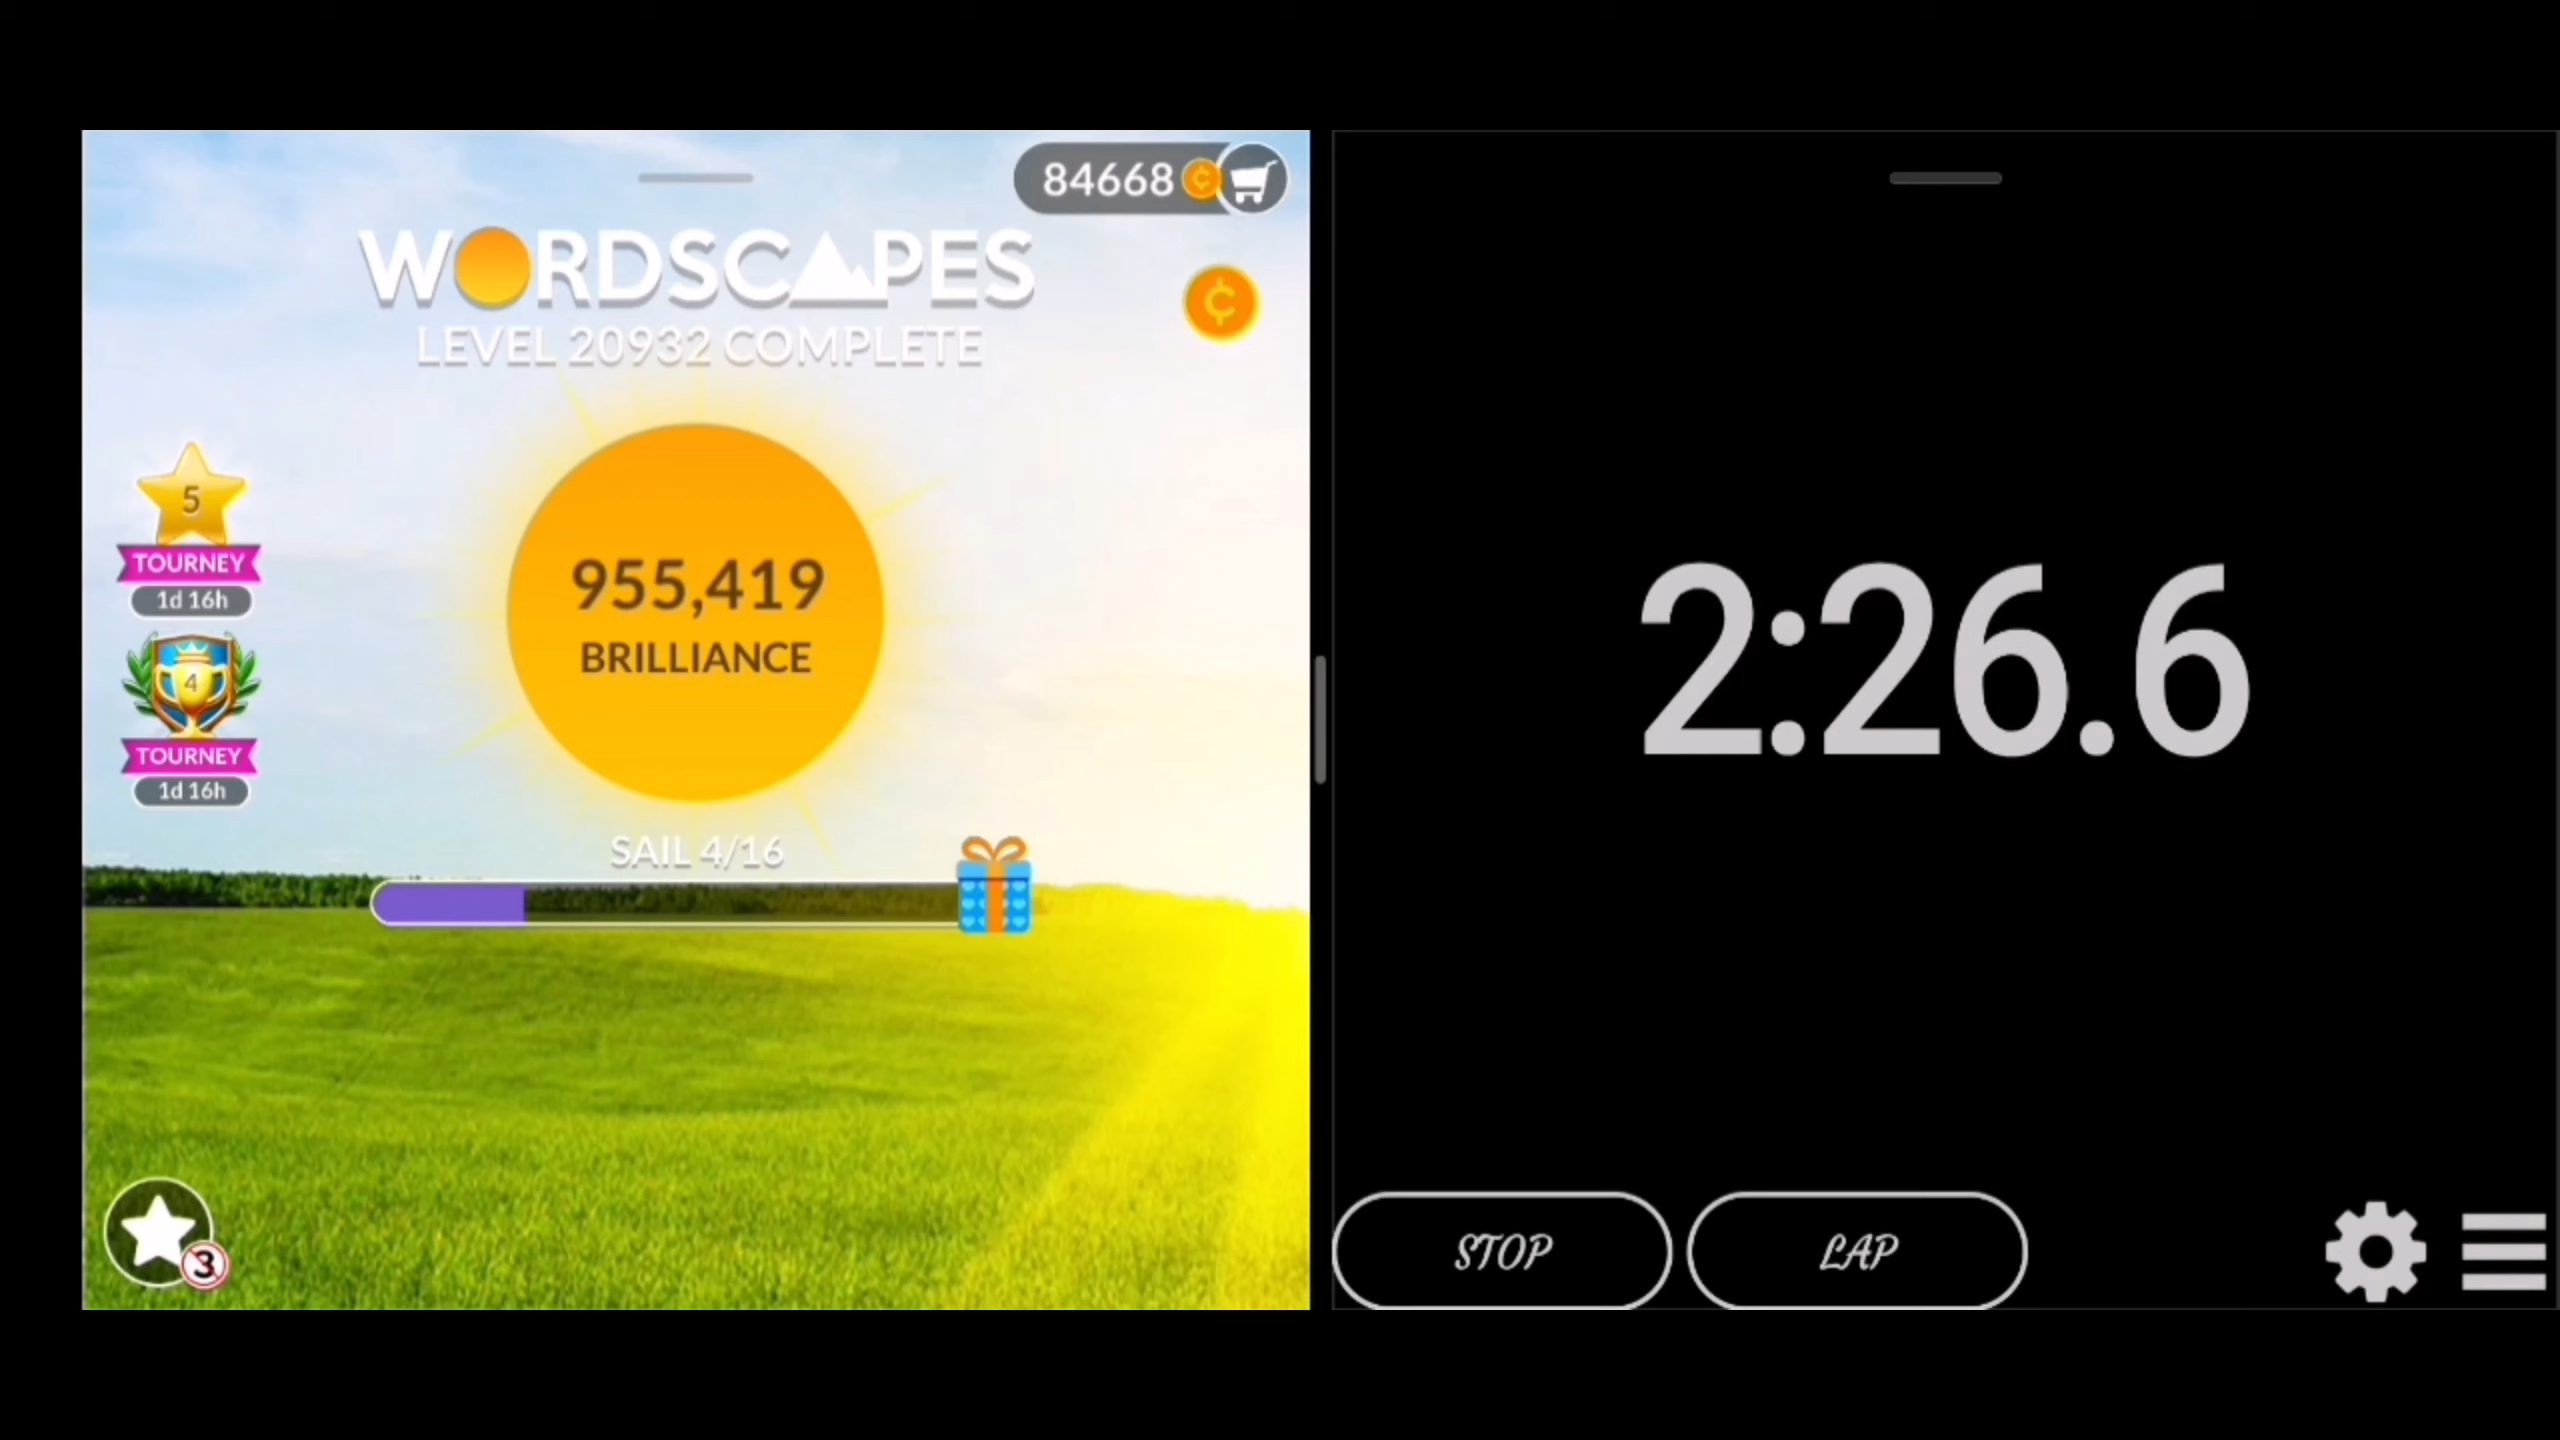 84668
WORDSCAPES
LEVEL 20932 COMPLETE
5
TOURNEY
1d 16h
4
TOURNEY
1d 16h
955,419
BRILLIANCE
SAIL 4/16
3
2:26.6
STOP
LAP